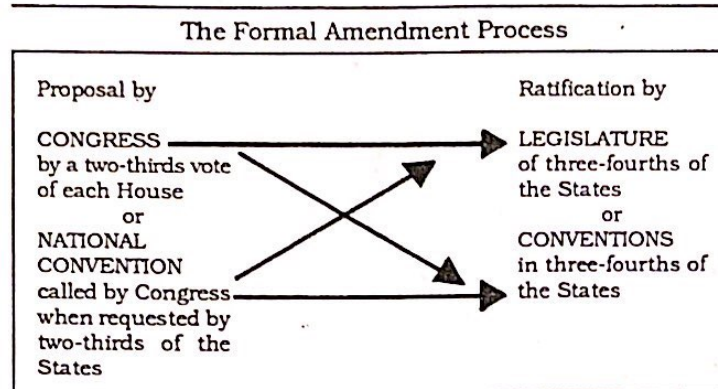 The Formal Amendment Process
Proposal by
CONGRESS
by a two-thirds vote
of each House
or
NATIONAL
CONVENTION
called by Congress
when requested by
two-thirds of the
States
Ratification by
LEGISLATURE
of three-fourths of
the States
or
CONVENTIONS
in three-fourths of
the States